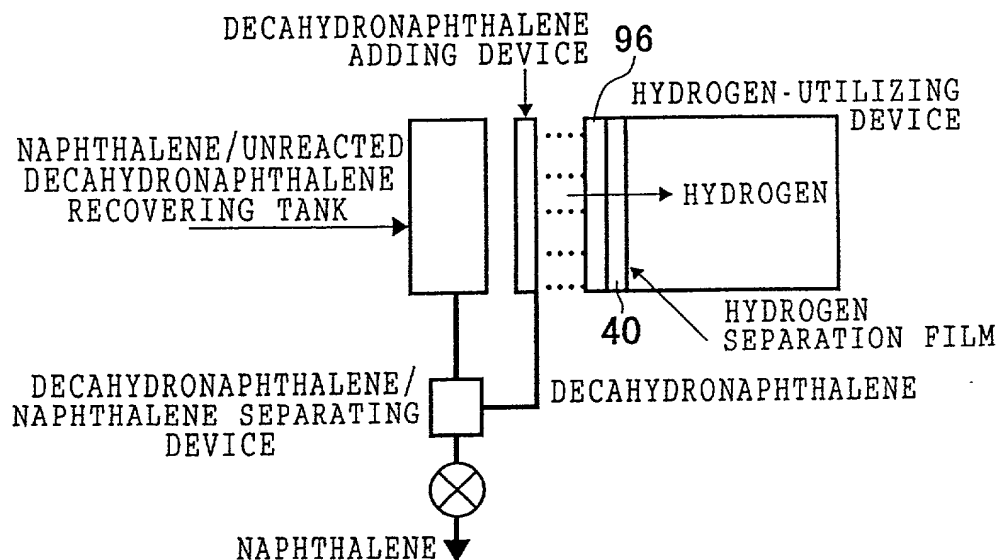 DECAHYDRONAPHTHALENE
ADDING DEVICE
96
HYDROGEN-UTILIZING
DEVICE
NAPHTHALENE/UNREACTED
DECAHYDRONAPHTHALENE
RECOVERING TANK
HYDROGEN
40
HYDROGEN
SEPARATION FILM
DECAHYDRONAPHTHALENE/
NAPHTHALENE SEPARATING
DEVICE
DECAHYDRONAPHTHALENE
NAPHTHALENE